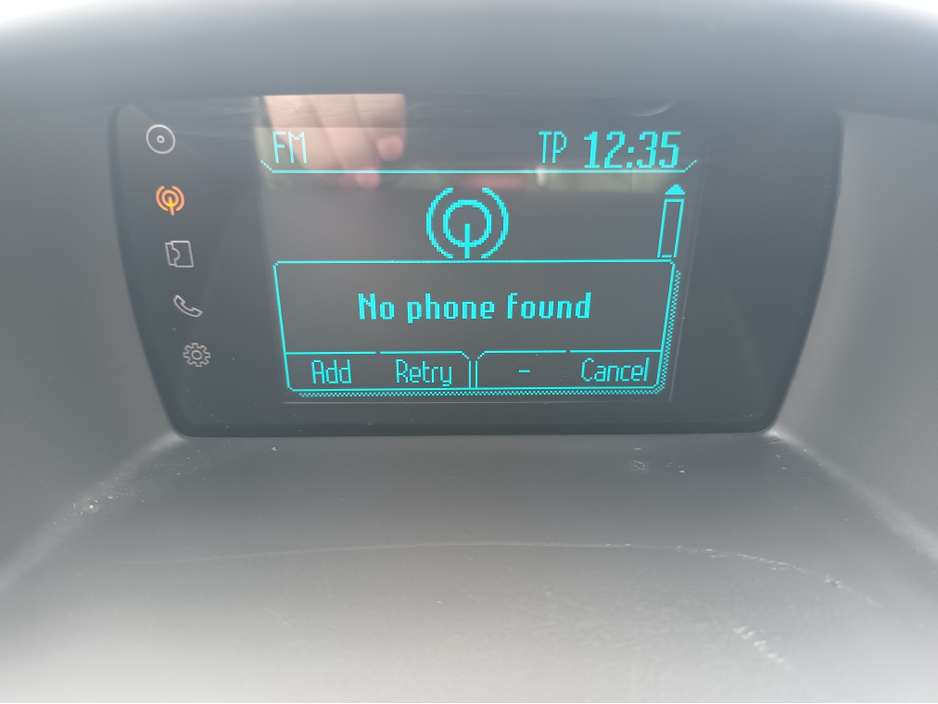 FM TP 12:35
No phone found
Add Retry - Cancel